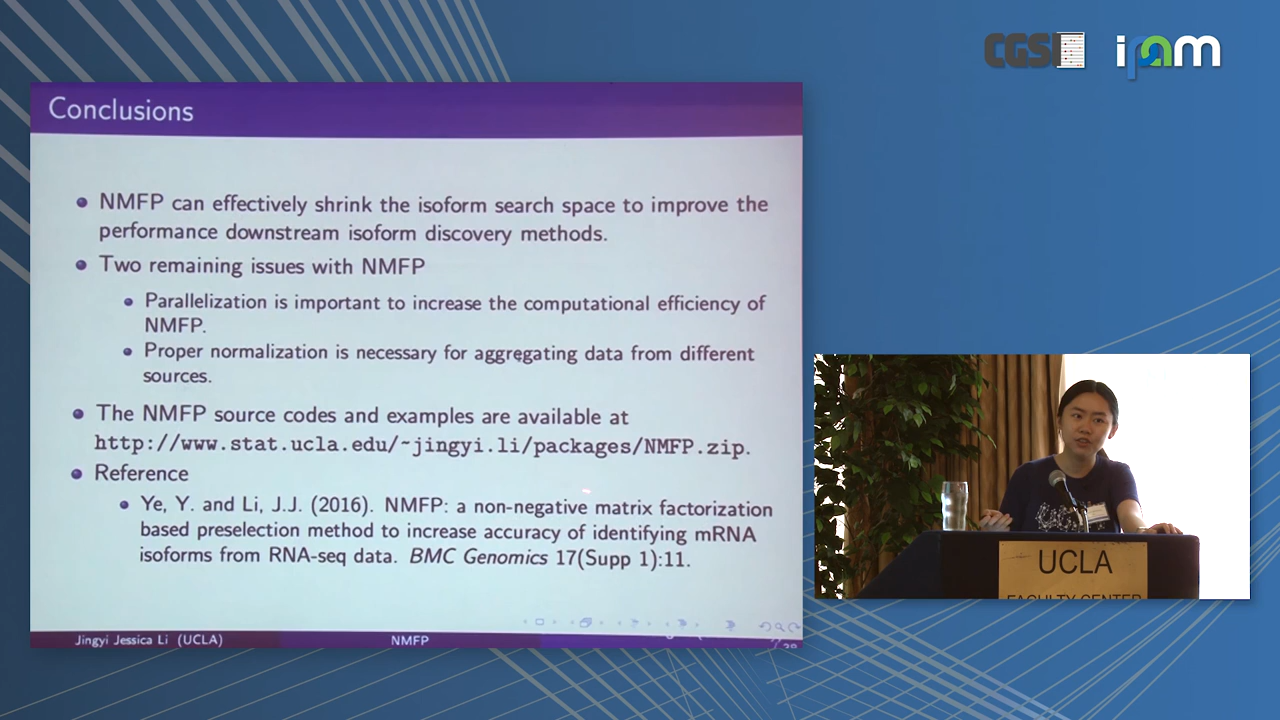 CGSI
ipam
Conclusions
NMFP can effectively shrink the isoform search space to improve the
performance downstream isoform discovery methods.
Two remaining issues with NMFP
Parallelization is important to increase the computational efficiency of
NMFP.
Proper normalization is necessary for aggregating data from different
sources.
The NMFP source codes and examples are available at
http://www.stat.ucla.edu/~jingyi.li/packages/NMFP.zip.
Reference
Ye, Y. and Li, J.J. (2016). NMFP: a non-negative matrix factorization
based preselection method to increase accuracy of identifying mRNA
isoforms from RNA-seq data. BMC Genomics 17(Supp 1):11.
Jingyi Jessica Li (UCLA)
NMFP
UCLA
FACULTY CENTER